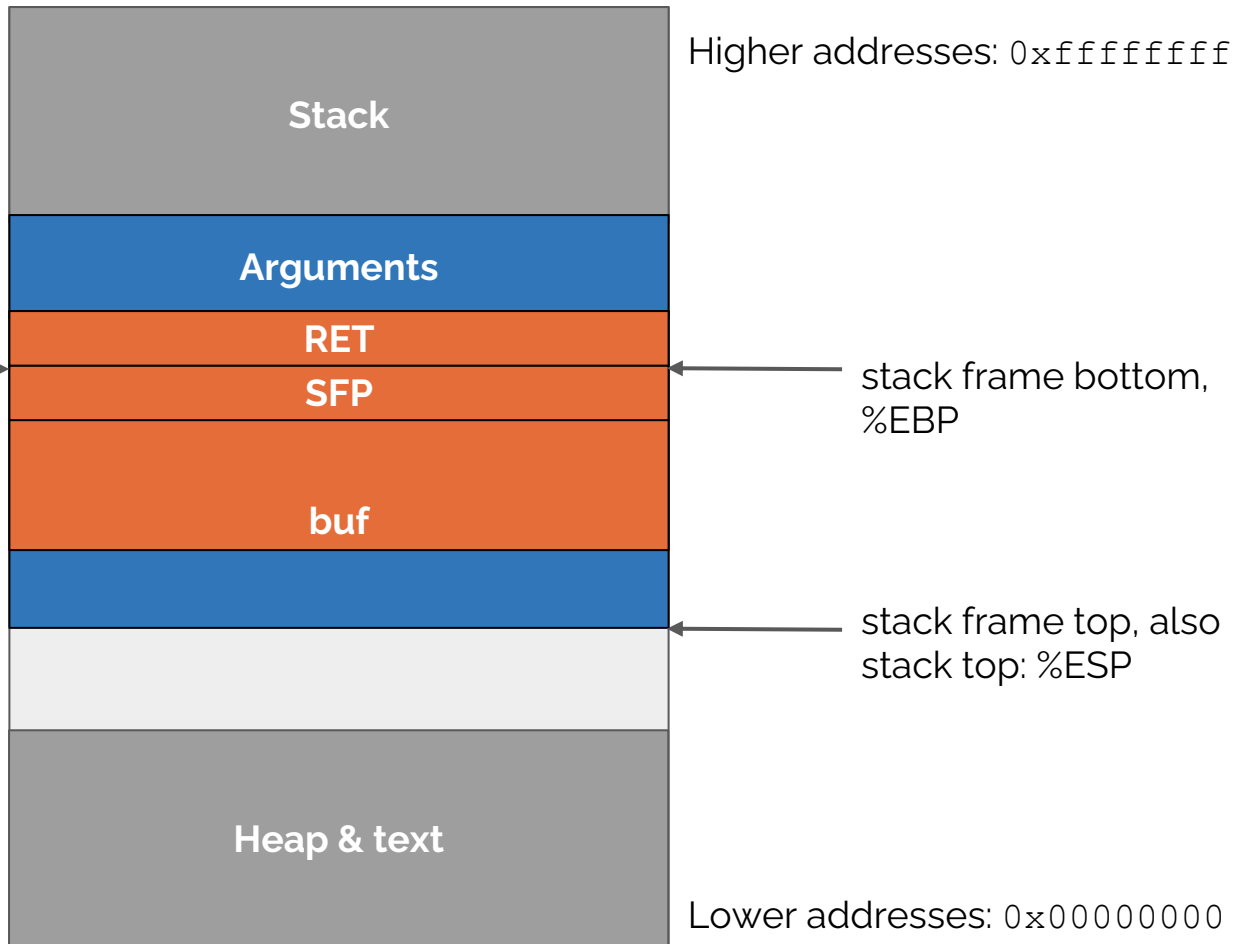 Higher addresses: 0xffffffff
Stack
Arguments
RET
SFP
stack frame bottom,
%EBP
buf
stack frame top, also
stack top: %ESP
Heap & text
Lower addresses: 0x00000000